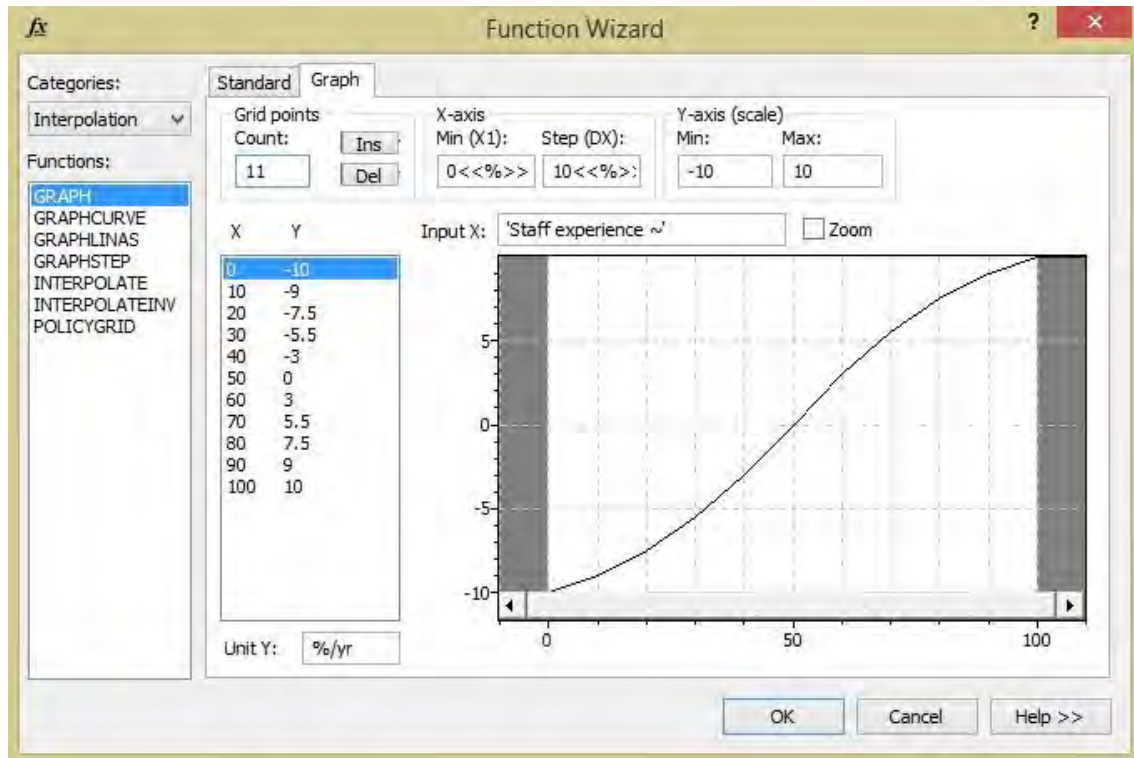 fx Function Wizard ?
Categories:
Interpolation
Functions:
GRAPH
GRAPHCURVE
GRAPHLINAS
GRAPHSTEP
INTERPOLATE
INTERPOLATEINV
POLICYGRID
Standard Graph
Grid points
Count:
11
Ins
Del
X-axis
Min (X1): Step (DX):
0<<%>> 10<<%>:
Y-axis (scale)
Min: Max:
-10 10
X Y
Input X: 'Staff experience ~' Zoom
0 -10
10 -9
20 -7.5
30 -5.5
40 -3
50 0
60 3
70 5.5
80 7.5
90 9
100 10
5
0
-5
-10
0 50 100
Unit Y: %/yr
OK Cancel Help >>